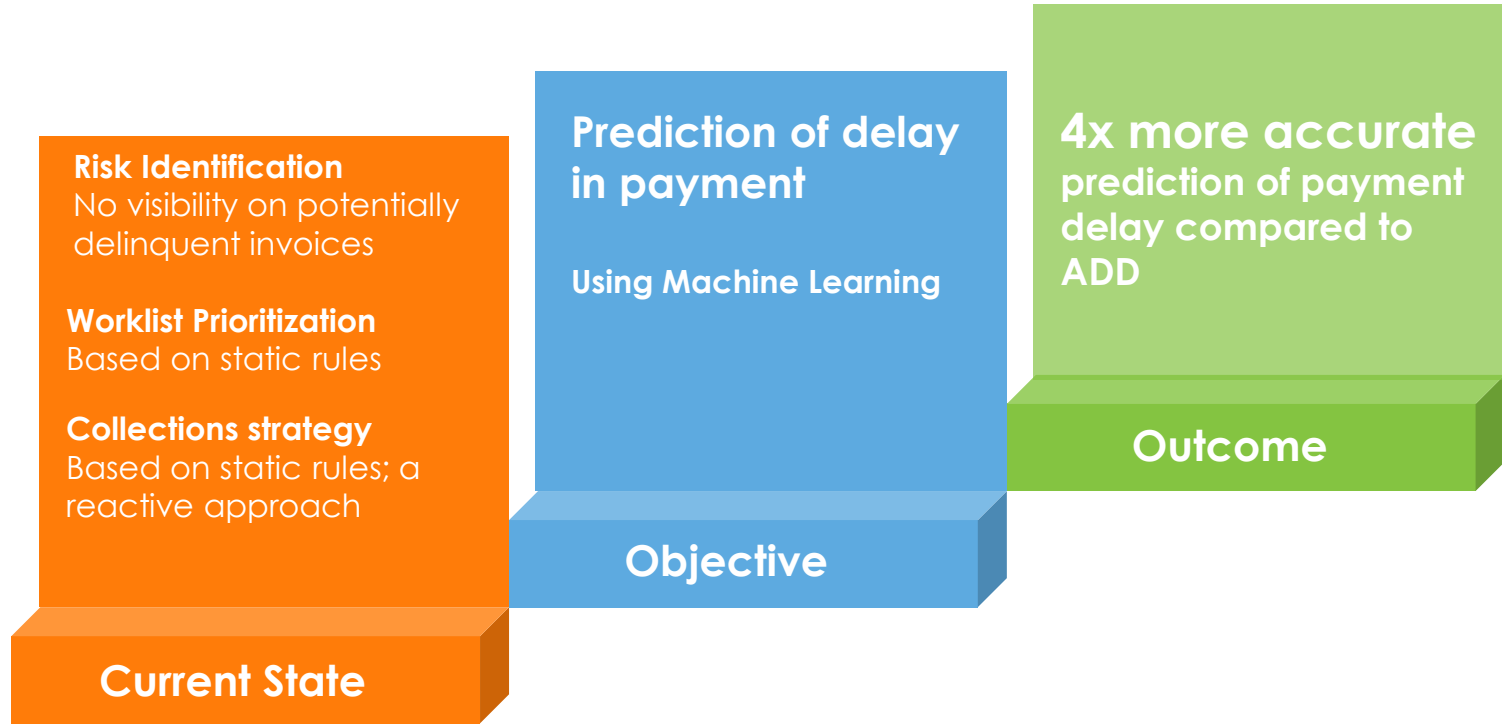 Risk Identification
No visibility on potentially
delinquent invoices
Worklist Prioritization
Based on static rules
Collections strategy
Based on static rules; a
reactive approach
Current State
Prediction of delay
in payment
Using Machine Learning
Objective
4x more accurate
prediction of payment
delay compared to
ADD
Outcome